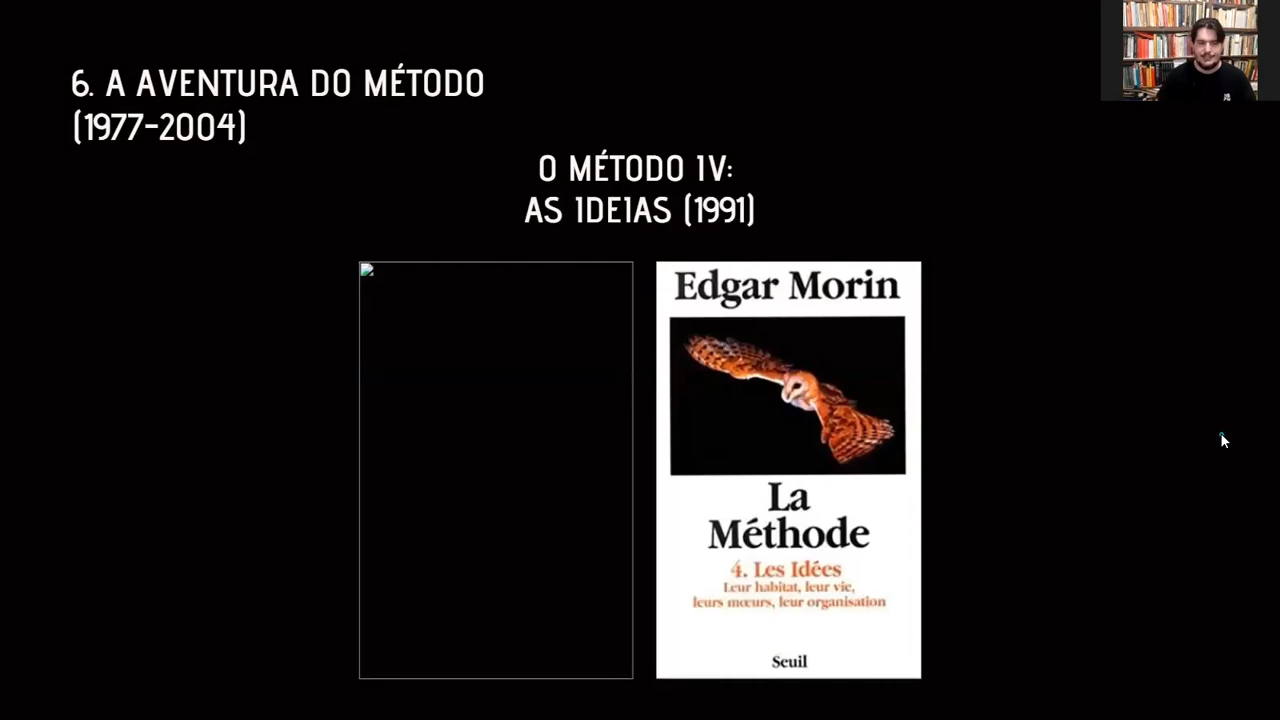 6. A AVENTURA DO MÉTODO
(1977-2004)
O MÉTODO IV:
AS IDEIAS (1991)
Edgar Morin
La
Méthode
4. Les Idées
Leur habitat, leur vie,
leurs mœurs, leur organisation
Seuil